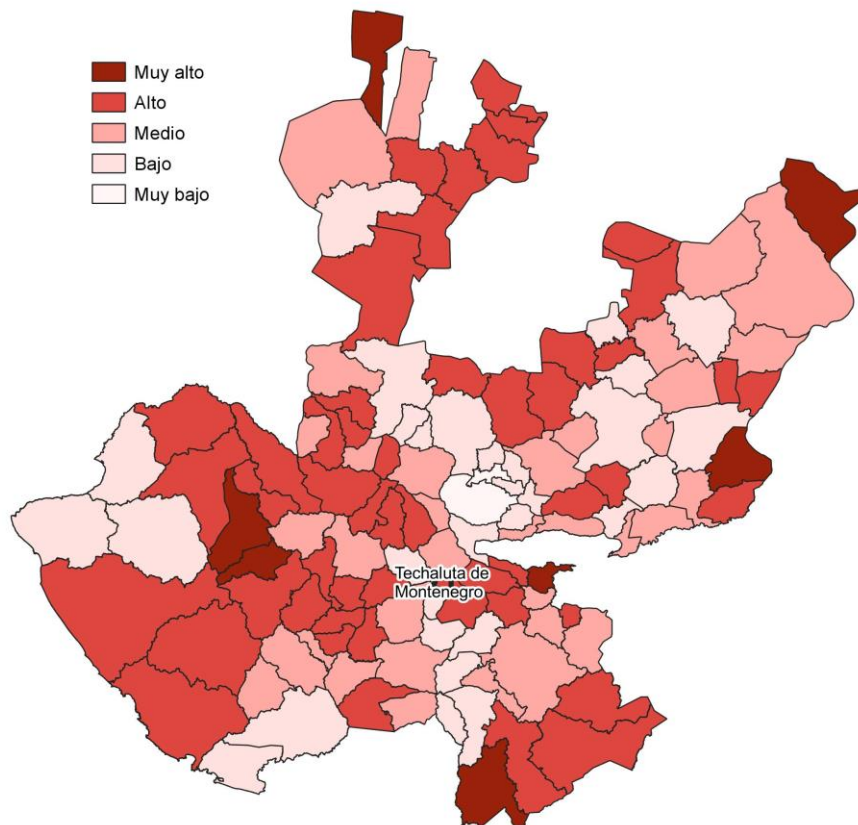 Muy alto
Alto
Medio
Bajo
Muy bajo
Techaluta de
Montenegro